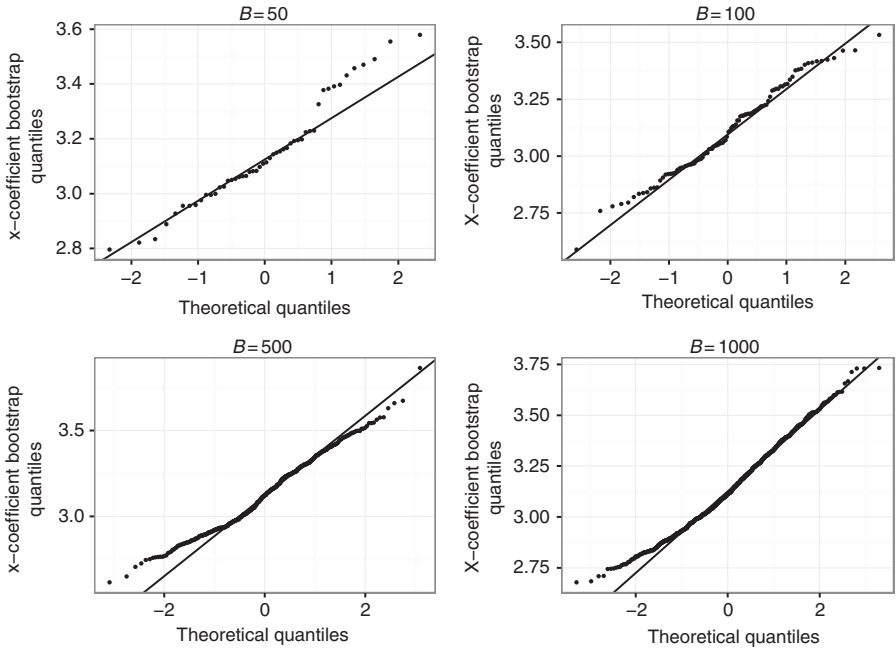 B=50
3.6
3.4
3.2
3.0
2.8
x−coefficient bootstrap
quantiles
−2
−1
0
1
2
Theoretical quantiles
B=100
3.50
3.25
3.00
2.75
X−coefficient bootstrap
quantiles
−2
−1
0
1
2
Theoretical quantiles
B=500
3.5
3.0
x−coefficient bootstrap
quantiles
−2
0
2
Theoretical quantiles
B=1000
3.75
3.50
3.25
3.00
2.75
X−coefficient bootstrap
quantiles
−2
0
2
Theoretical quantiles